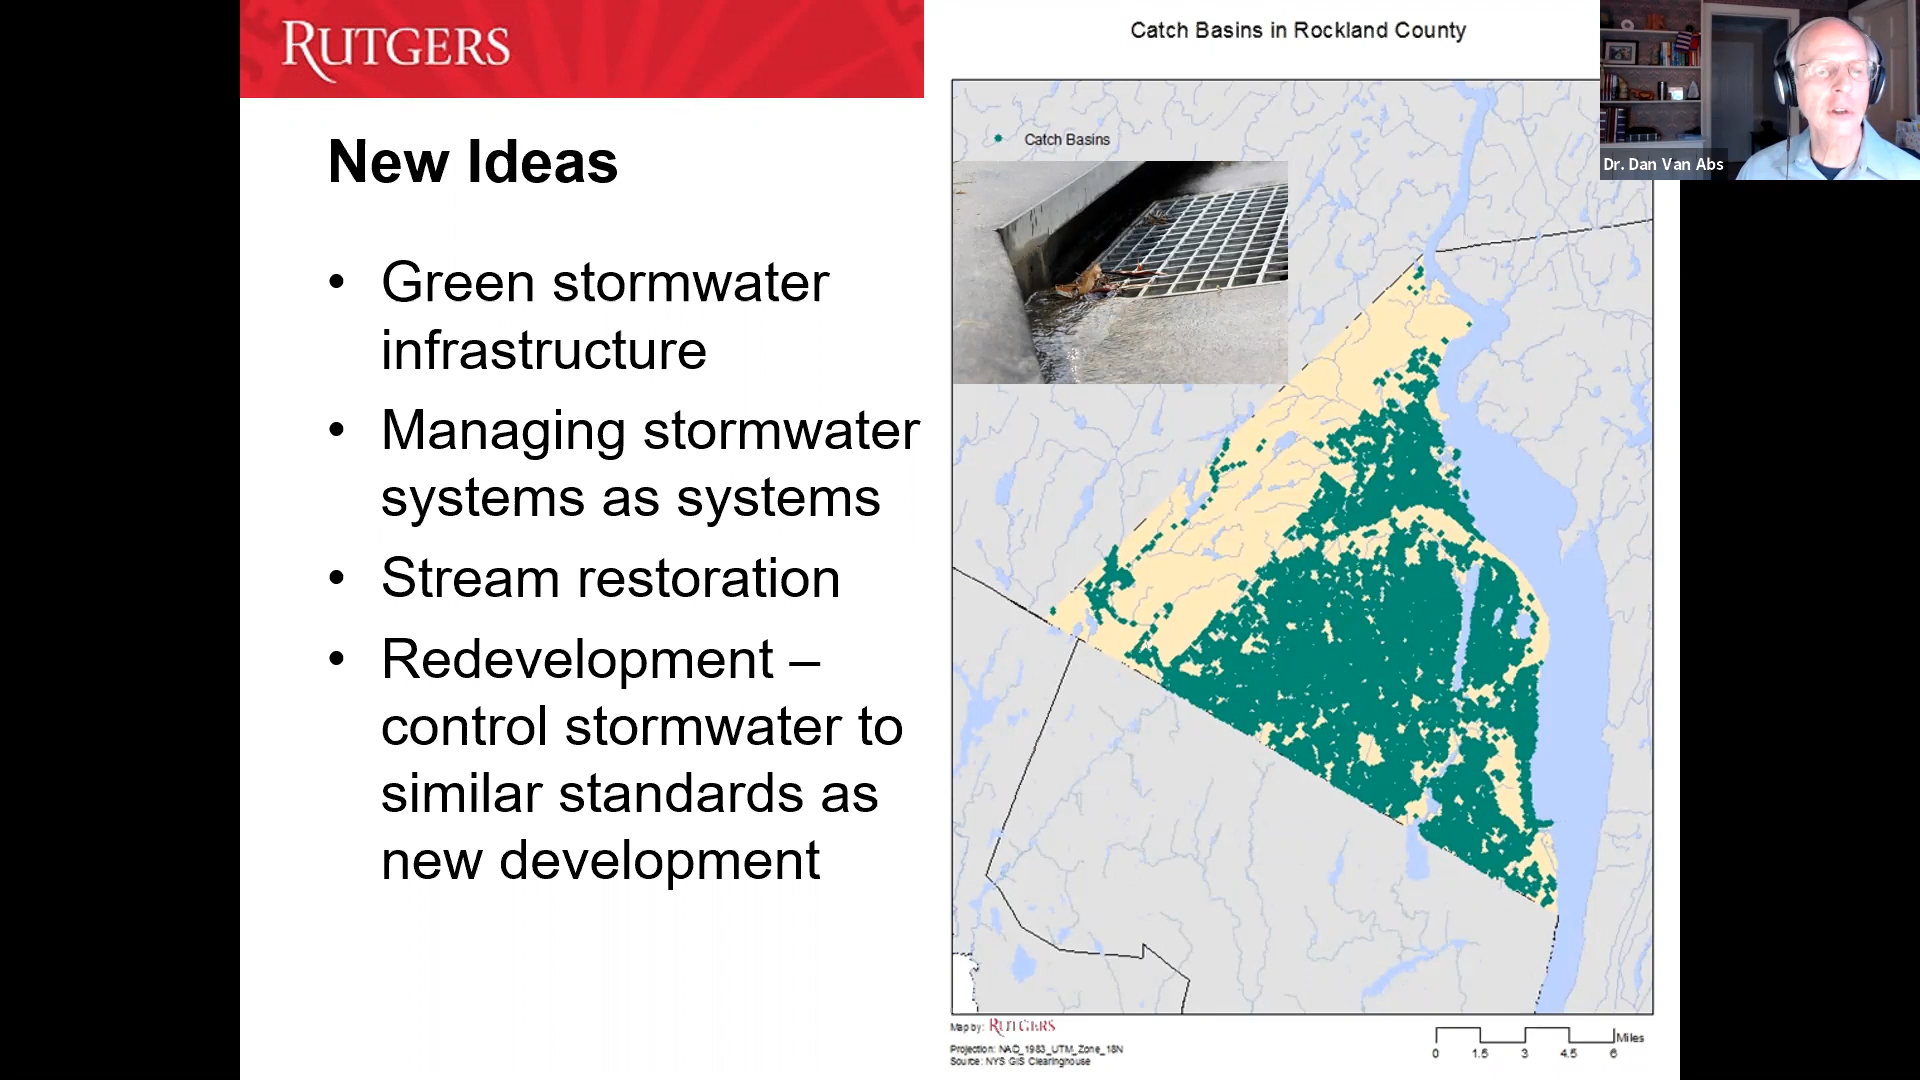 RUTGERS
New Ideas
• Green stormwater
infrastructure
• Managing stormwater
systems as systems
• Stream restoration
• Redevelopment –
control stormwater to
similar standards as
new development
Catch Basins in Rockland County
Catch Basins
Dr. Dan Van Abs
Map by: RUTGERS
Projection: NAD_1983_UTM_Zone_18N
Source: NYS GIS Clearinghouse
Miles
0 1.5 3 4.5 6